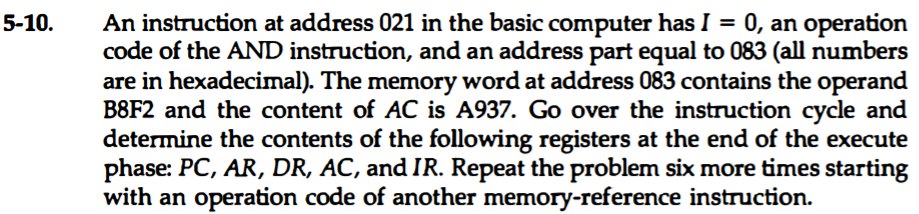 5-10. An instruction at address 021 in the basic computer has I = 0, an operation
code of the AND instruction, and an address part equal to 083 (all numbers
are in hexadecimal). The memory word at address 083 contains the operand
B8F2 and the content of AC is A937. Go over the instruction cycle and
determine the contents of the following registers at the end of the execute
phase: PC, AR, DR, AC, and IR. Repeat the problem six more times starting
with an operation code of another memory-reference instruction.